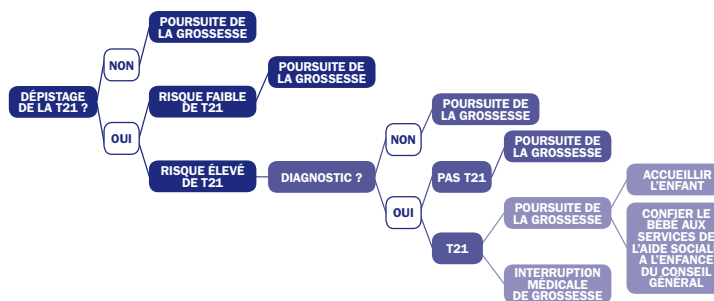 POURSUITE DE
LA GROSSESSE
NON
POURSUITE DE
LA GROSSESSE
DÉPISTAGE
DE LA T21 ?
RISQUE FAIBLE
DE T21
POURSUITE DE
LA GROSSESSE
OUI
NON
POURSUITE DE
LA GROSSESSE
RISQUE ÉLEVÉ
DE T21
DIAGNOSTIC ?
PAS T21
ACCUEILLIR
L'ENFANT
OUI
POURSUITE DE
LA GROSSESSE
CONFIER LE
BÉBÉ AUX
SERVICES DE
L'AIDE SOCIALE
A L'ENFANCE
DU CONSEIL
GÉNÉRAL
T21
INTERRUPTION
MÉDICALE
DE GROSSESSE